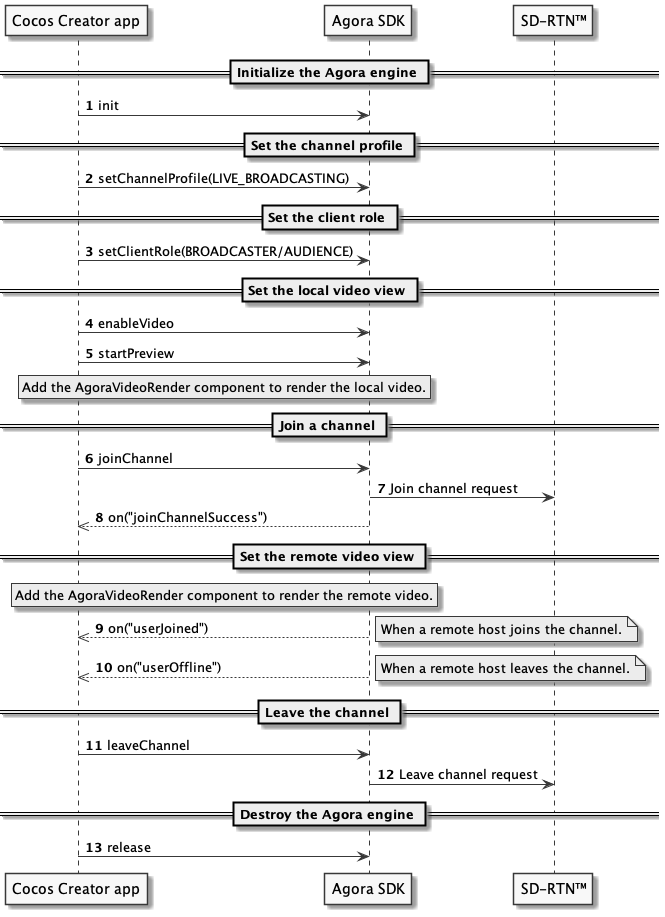 Cocos Creator app
Agora SDK
SD-RTN™
Initialize the Agora engine
1 init
Set the channel profile
2 setChannelProfile(LIVE_BROADCASTING)
Set the client role
3 setClientRole(BROADCASTER/AUDIENCE)
Set the local video view
4 enableVideo
5 startPreview
Add the AgoraVideoRender component to render the local video.
Join a channel
6 joinChannel
7 Join channel request
8 on("joinChannelSuccess")
Set the remote video view
Add the AgoraVideoRender component to render the remote video.
9 on("userJoined")
When a remote host joins the channel.
10 on("userOffline")
When a remote host leaves the channel.
Leave the channel
11 leaveChannel
12 Leave channel request
Destroy the Agora engine
13 release
Cocos Creator app
Agora SDK
SD-RTN™